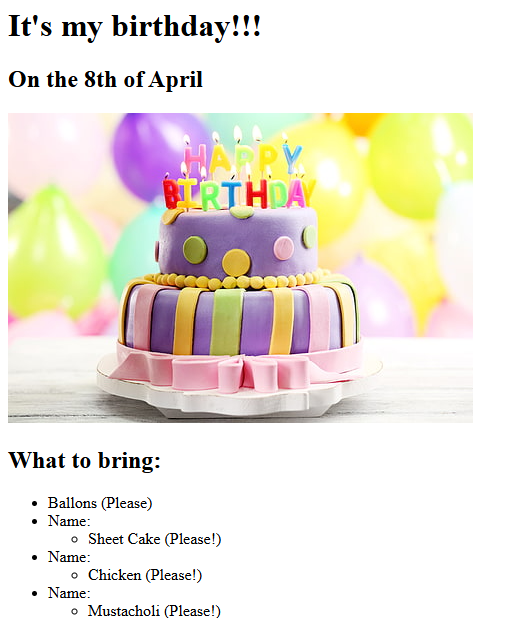 It's my birthday!!!
On the 8th of April
HAPPY
BIRTHDAY
What to bring:
Ballons (Please)
Name:
Sheet Cake (Please!)
Name:
Chicken (Please!)
Name:
Mustacholi (Please!)